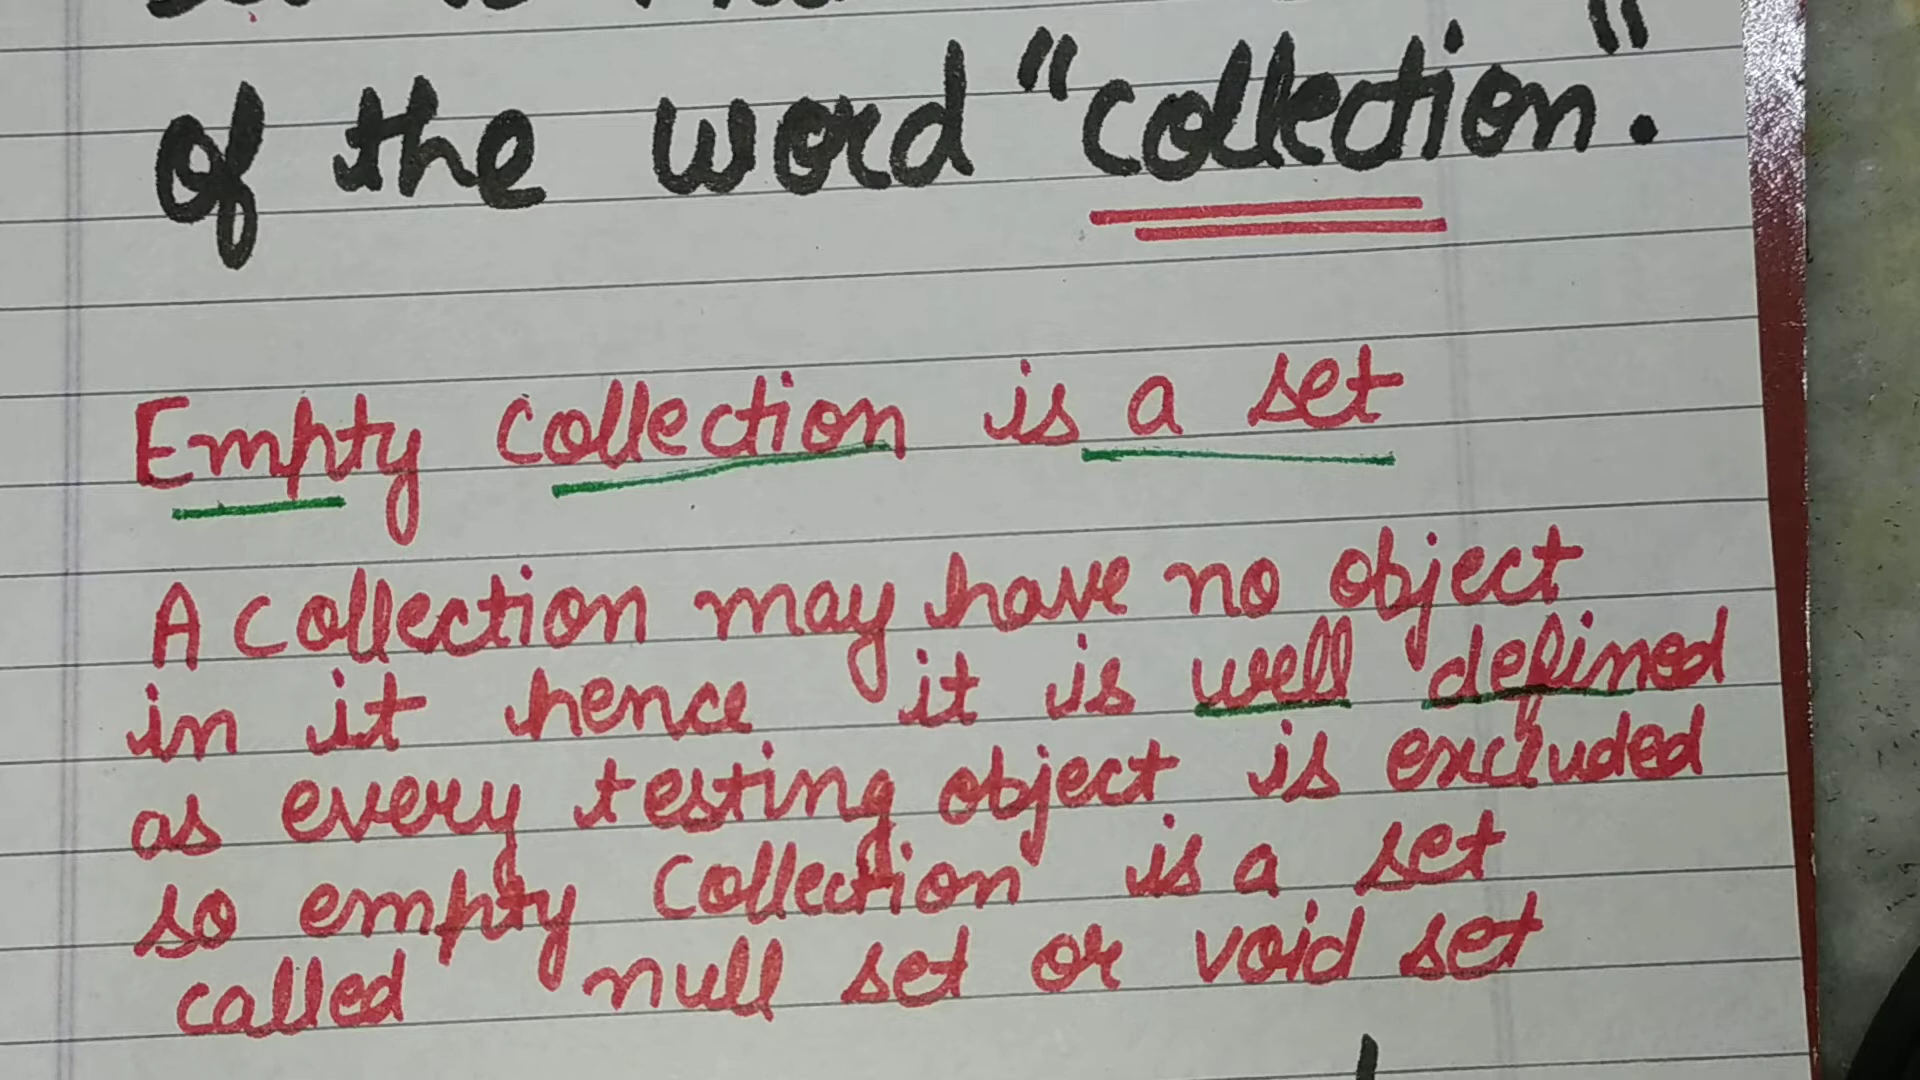 of the word "collection".
Empty collection is a set
A collection may have no object
in it hence it is well defined
as every testing object is excluded
so empty collection is a set
called null set or void set